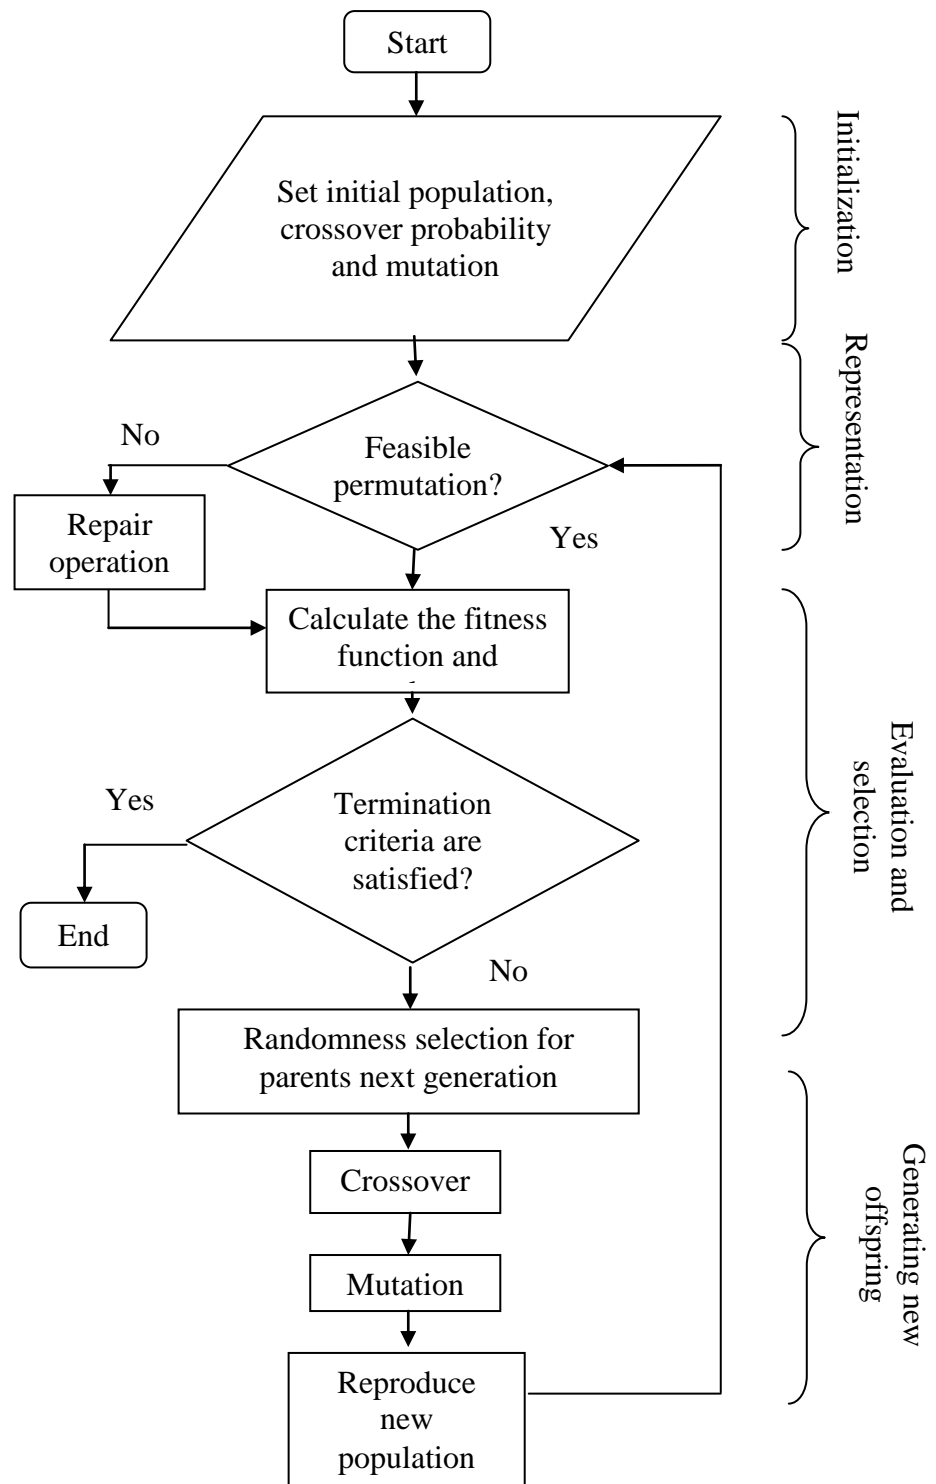 Start
Set initial population,
crossover probability
and mutation
Initialization
Feasible
permutation?
No
Yes
Representation
Repair
operation
Calculate the fitness
function and
Termination
criteria are
satisfied?
Yes
No
End
Evaluation and
selection
Randomness selection for
parents next generation
Crossover
Mutation
Reproduce
new
population
Generating new
offspring